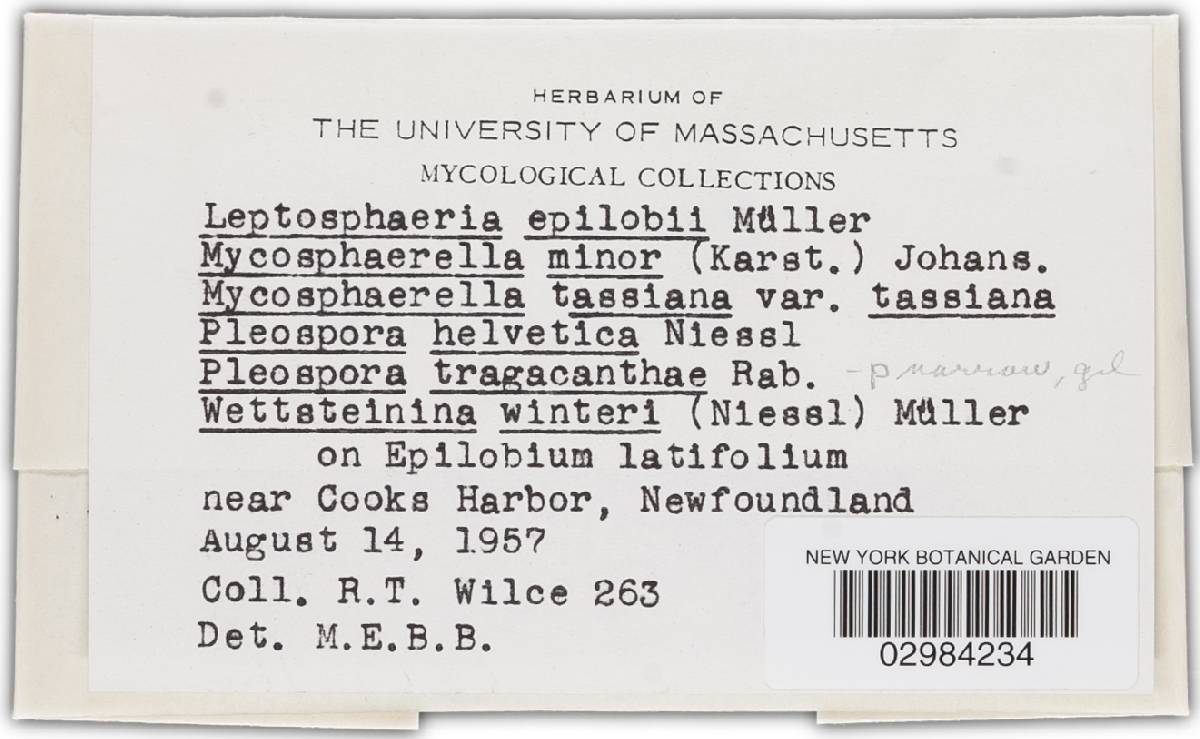 HERBARIUM OF
THE UNIVERSITY OF MASSACHUSETTS
MYCOLOGICAL COLLECTIONS
Leptosphaeria epilobii Müller
Mycosphaerella minor (Karst.) Johans.
Mycosphaerella tassiana var. tassiana
Pleospora helvetica Niessl
Pleospora tragacanthae Rab. - p narrow,
Wettsteinina winteri (Niessl) Müller
on Epilobium latifolium
near Cooks Harbor, Newfoundland
August 14, 1957
Coll. R.T. Wilce 263
Det. M.E.B.B.
NEW YORK BOTANICAL GARDEN
02984234